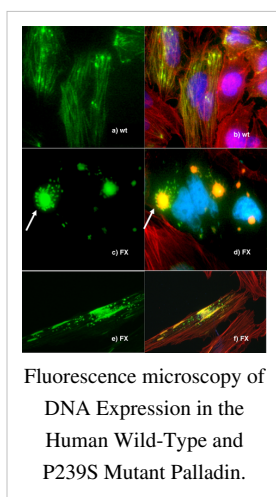 a) wt
b) wt
c) FX
d) FX
e) FX
f) FX
Fluorescence microscopy of
DNA Expression in the
Human Wild-Type and
P239S Mutant Palladin.